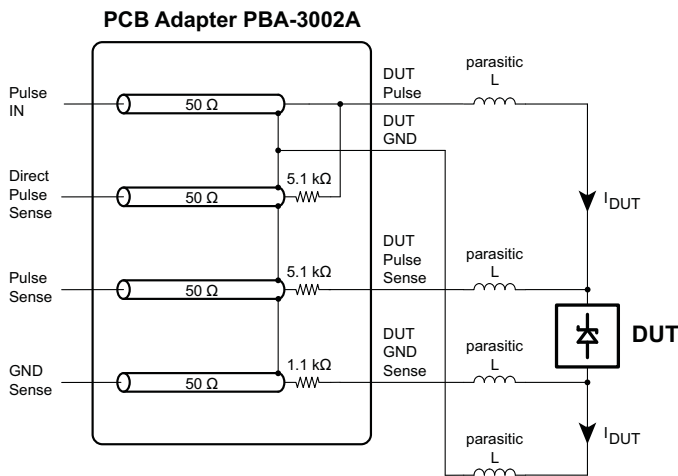 PCB Adapter PBA-3002A
Pulse
IN
50 Ω
DUT
Pulse
parasitic
L
DUT
GND
Direct
Pulse
Sense
50 Ω
5.1 kΩ
I DUT
Pulse
Sense
50 Ω
5.1 kΩ
DUT
Pulse
Sense
parasitic
L
DUT
GND
Sense
50 Ω
1.1 kΩ
DUT
GND
Sense
parasitic
L
I DUT
parasitic
L